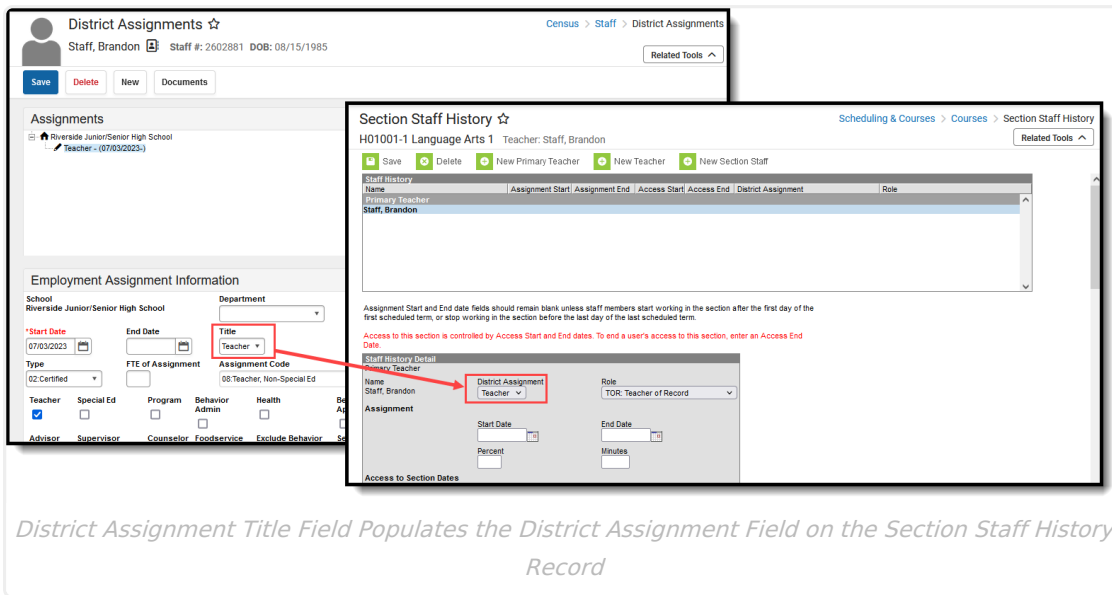 District Assignments ☆
Census > Staff > District Assignments
Staff, Brandon Staff #: 2602881 DOB: 08/15/1985
Related Tools
Save Delete New Documents
Assignments
Riverside Junior/Senior High School
Teacher - (07/03/2023-)
Employment Assignment Information
School Department
Riverside Junior/Senior High School
*Start Date End Date Title
07/03/2023 Teacher
Type FTE of Assignment Assignment Code
02:Certified 08:Teacher, Non-Special Ed
Teacher Special Ed Program Behavior Admin Health
Advisor Supervisor Counselor Foodservice Exclude Behavior
Section Staff History ☆
Scheduling & Courses > Courses > Section Staff History
H01001-1 Language Arts 1 Teacher: Staff, Brandon
Related Tools
Save Delete New Primary Teacher New Teacher New Section Staff
Staff History
Name Assignment Start Assignment End Access Start Access End District Assignment Role
Primary Teacher
Staff, Brandon
Assignment Start and End date fields should remain blank unless staff members start working in the section after the first day of the
first scheduled term, or stop working in the section before the last day of the last scheduled term.
Access to this section is controlled by Access Start and End dates. To end a user's access to this section, enter an Access End
Date.
Staff History Detail
Primary Teacher
Name District Assignment Role
Staff, Brandon Teacher TOR: Teacher of Record
Assignment
Start Date End Date
Percent Minutes
Access to Section Dates
District Assignment Title Field Populates the District Assignment Field on the Section Staff History
Record